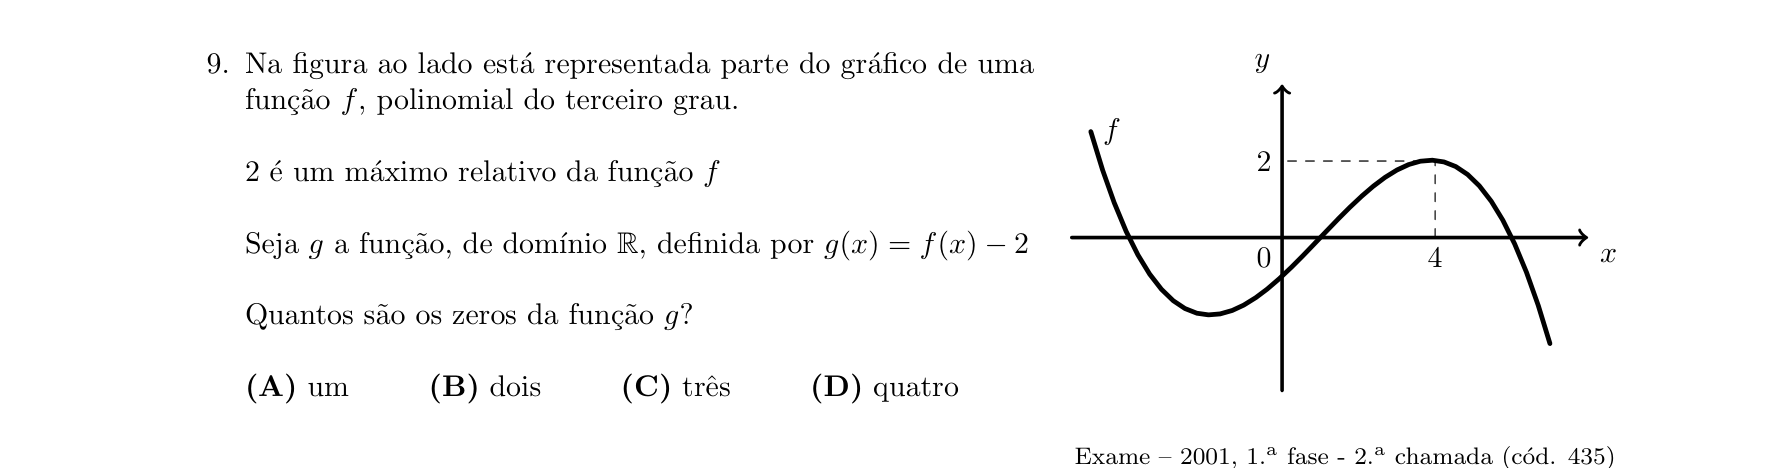 9. Na figura ao lado está representada parte do gráfico de uma
função f, polinomial do terceiro grau.
2 é um máximo relativo da função f
Seja g a função, de domínio ℝ, definida por g(x) = f(x) − 2
Quantos são os zeros da função g?
(A) um (B) dois (C) três (D) quatro
y
f
2
0
4
x
Exame – 2001, 1.ª fase - 2.ª chamada (cód. 435)